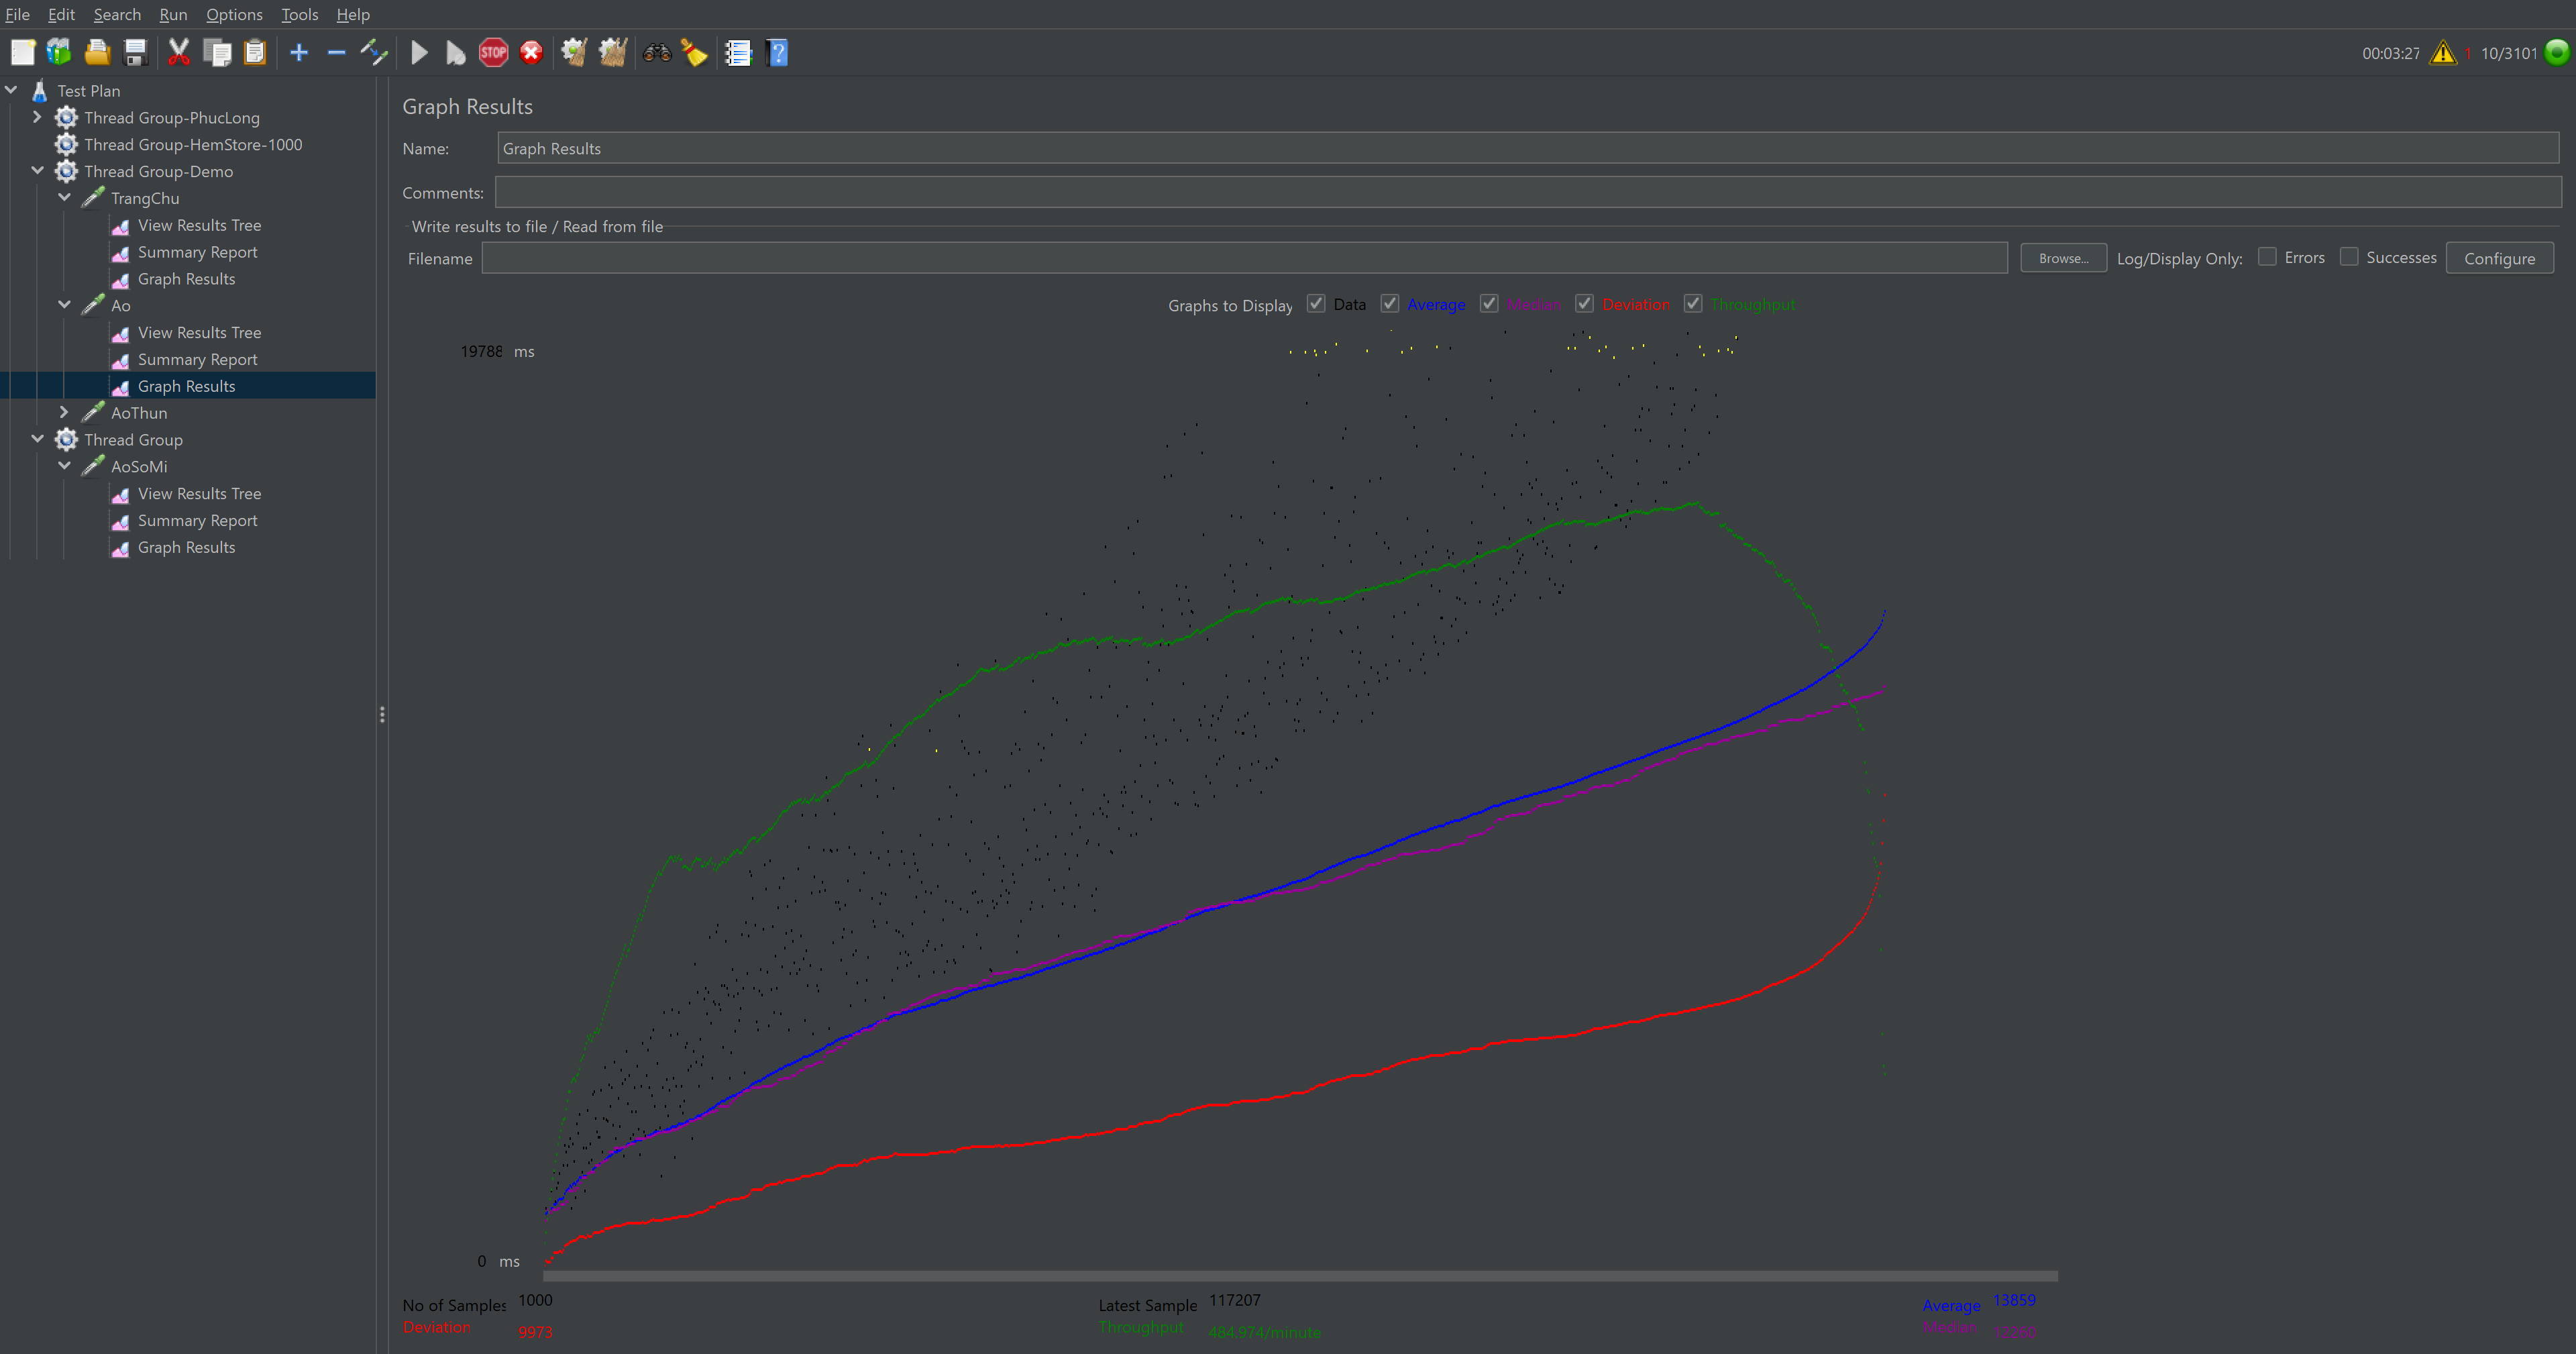 File Edit Search Run Options Tools Help
STOP
00:03:27 1 10/3101
Test Plan
Thread Group-PhucLong
Thread Group-HemStore-1000
Thread Group-Demo
TrangChu
View Results Tree
Summary Report
Graph Results
Ao
View Results Tree
Summary Report
Graph Results
AoThun
Thread Group
AoSoMi
View Results Tree
Summary Report
Graph Results
Graph Results
Name: Graph Results
Comments:
Write results to file / Read from file
Filename Browse... Log/Display Only: Errors Successes Configure
Graphs to Display Data Average Median Deviation Throughput
19788 ms
0 ms
No of Samples 1000 Latest Sample 117207 Average 13859
Deviation 9973 Throughput 484.974/minute Median